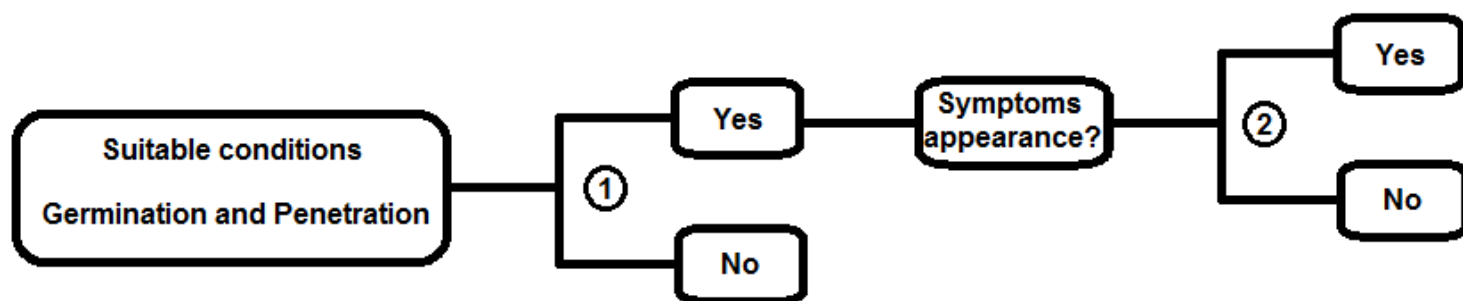 Suitable conditions
Germination and Penetration
1
Yes
No
Symptoms
appearance?
2
Yes
No